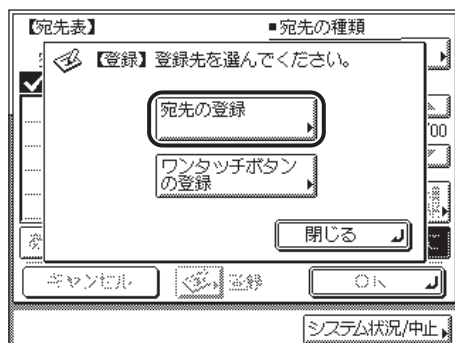 【宛先表】
■宛先の種類
【登録】登録先を選んでください。
宛先の登録
ワンタッチボタン
の登録
閉じる
キャンセル
登録
OK
システム状況/中止